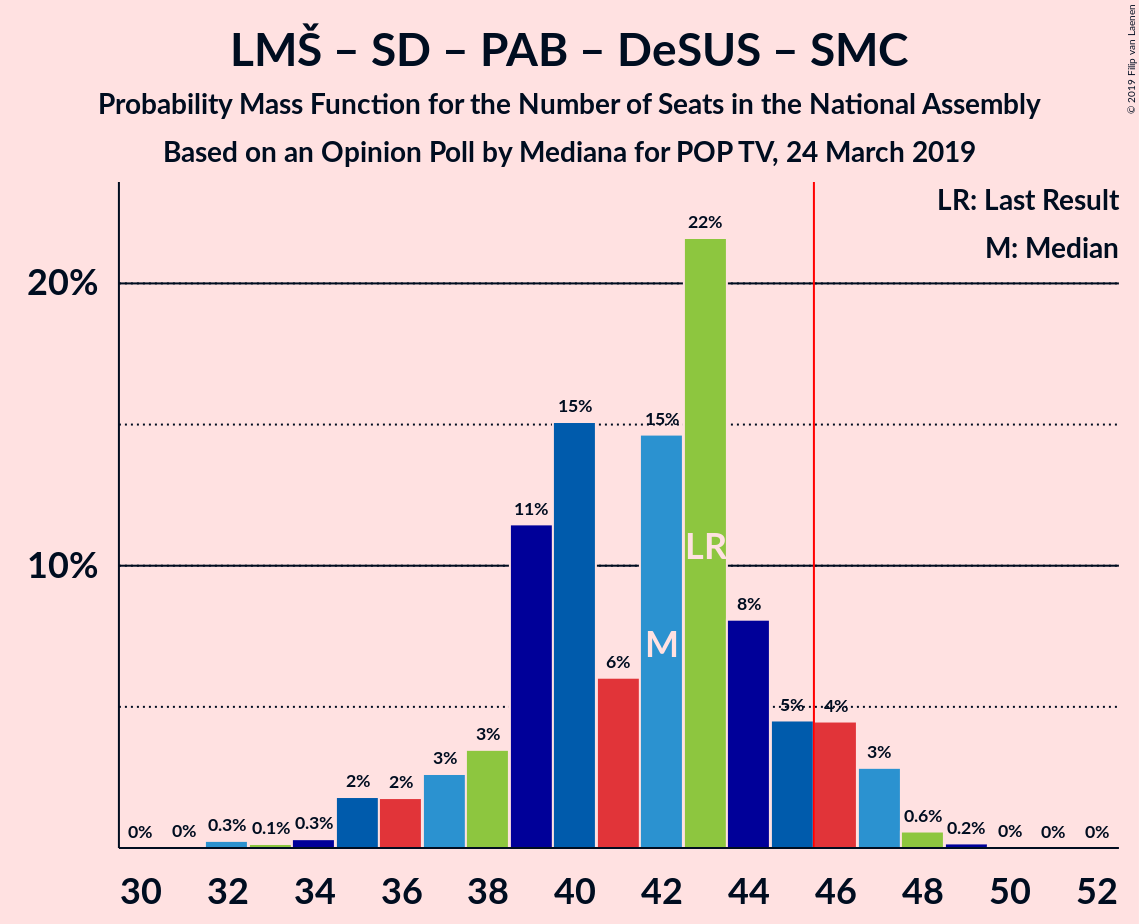 LMŠ – SD – PAB – DeSUS – SMC
Probability Mass Function for the Number of Seats in the National Assembly
Based on an Opinion Poll by Mediana for POP TV, 24 March 2019
© 2019 Filip van Laenen
LR: Last Result
M: Median
20%
10%
0%
0%
0.3%
0.1%
0.3%
2%
2%
3%
3%
11%
15%
6%
15%
22%
8%
5%
4%
3%
0.6%
0.2%
0%
0%
0%
LR
M
30 32 34 36 38 40 42 44 46 48 50 52